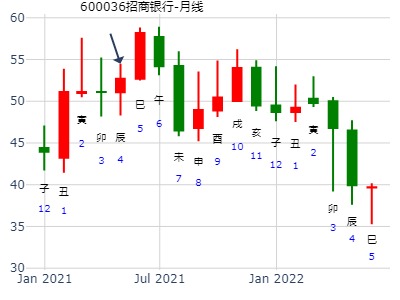 600036招商银行-月线
60
50
45
40
35
30
55
子
12
丑
1
寅
2
卯
3
辰
4
巳
5
午
6
未
7
申
8
酉
9
戌
10
亥
11
子
12
丑
1
寅
2
卯
3
辰
4
巳
5
Jan 2021
Jul 2021
Jan 2022